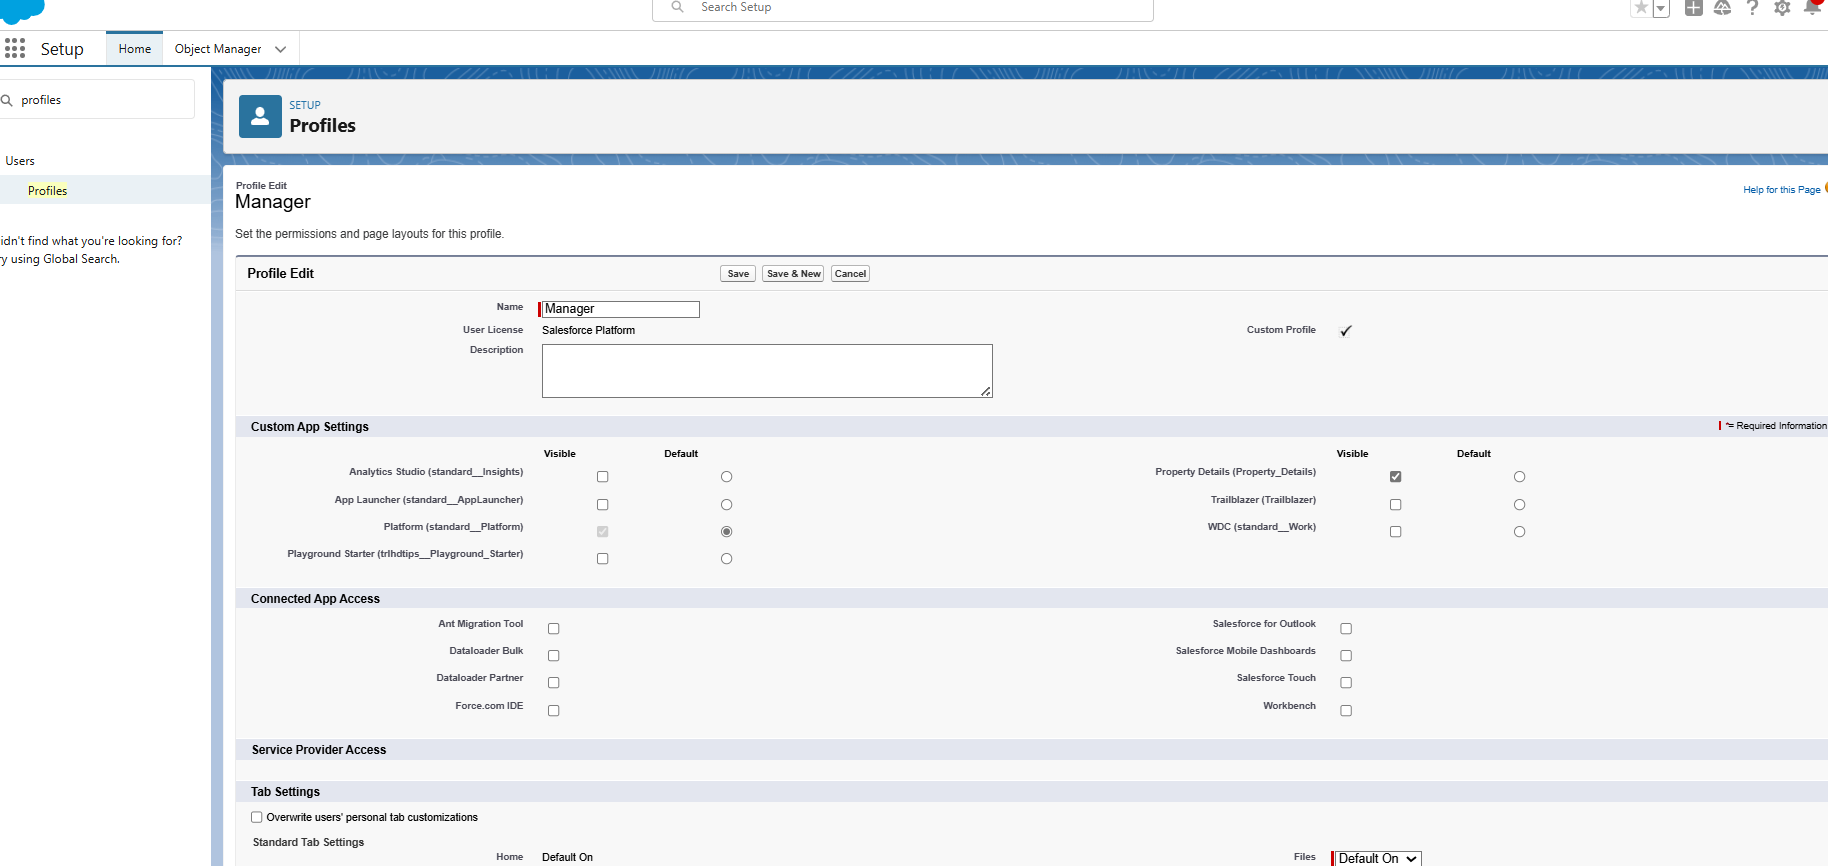 Search Setup
Setup
Home
Object Manager
profiles
Users
Profiles
idn't find what you're looking for?
y using Global Search.
SETUP
Profiles
Profile Edit
Manager
Help for this Page
Set the permissions and page layouts for this profile.
Profile Edit
Save
Save & New
Cancel
Name
Manager
User License
Salesforce Platform
Custom Profile
Description
Custom App Settings
= Required Information
Visible
Default
Visible
Default
Analytics Studio (standard__Insights)
Property Details (Property_Details)
App Launcher (standard__AppLauncher)
Trailblazer (Trailblazer)
Platform (standard__Platform)
WDC (standard__Work)
Playground Starter (trlhdtips__Playground_Starter)
Connected App Access
Ant Migration Tool
Salesforce for Outlook
Dataloader Bulk
Salesforce Mobile Dashboards
Dataloader Partner
Salesforce Touch
Force.com IDE
Workbench
Service Provider Access
Tab Settings
Overwrite users' personal tab customizations
Standard Tab Settings
Home
Default On
Files
Default On